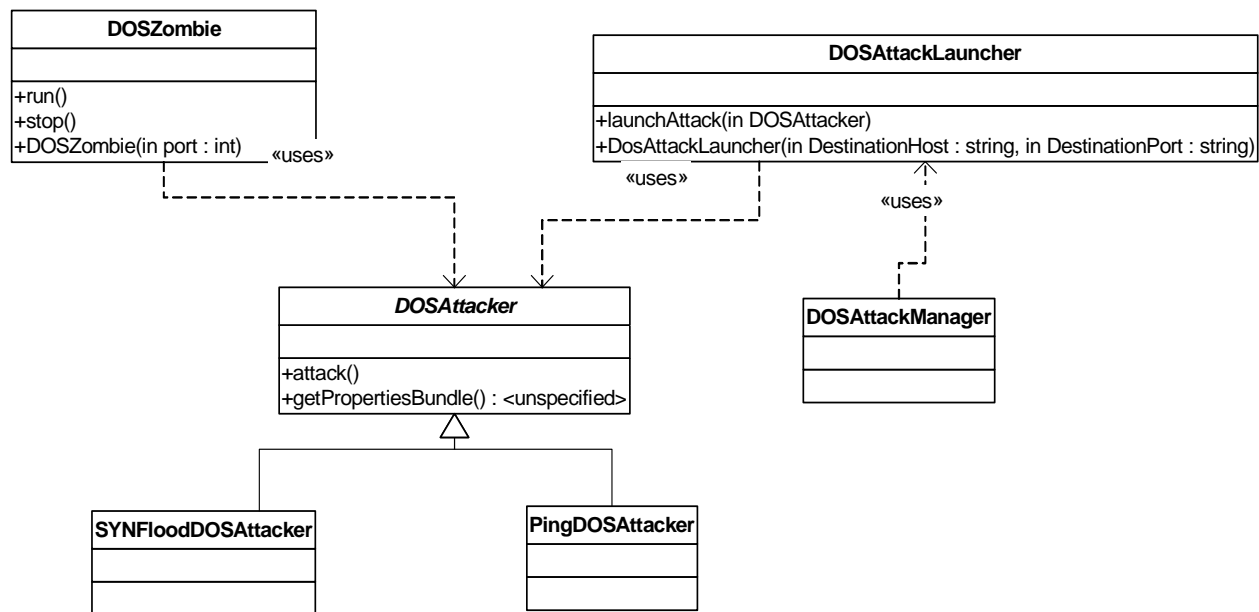 DOSZombie
+run()
+stop()
+DOSZombie(in port : int)
«uses»
DOSAttackLauncher
+launchAttack(in DOSAttacker)
+DosAttackLauncher(in DestinationHost : string, in DestinationPort : string)
«uses»
«uses»
DOSAttacker
+attack()
+getPropertiesBundle() : <unspecified>
DOSAttackManager
SYNFloodDOSAttacker
PingDOSAttacker